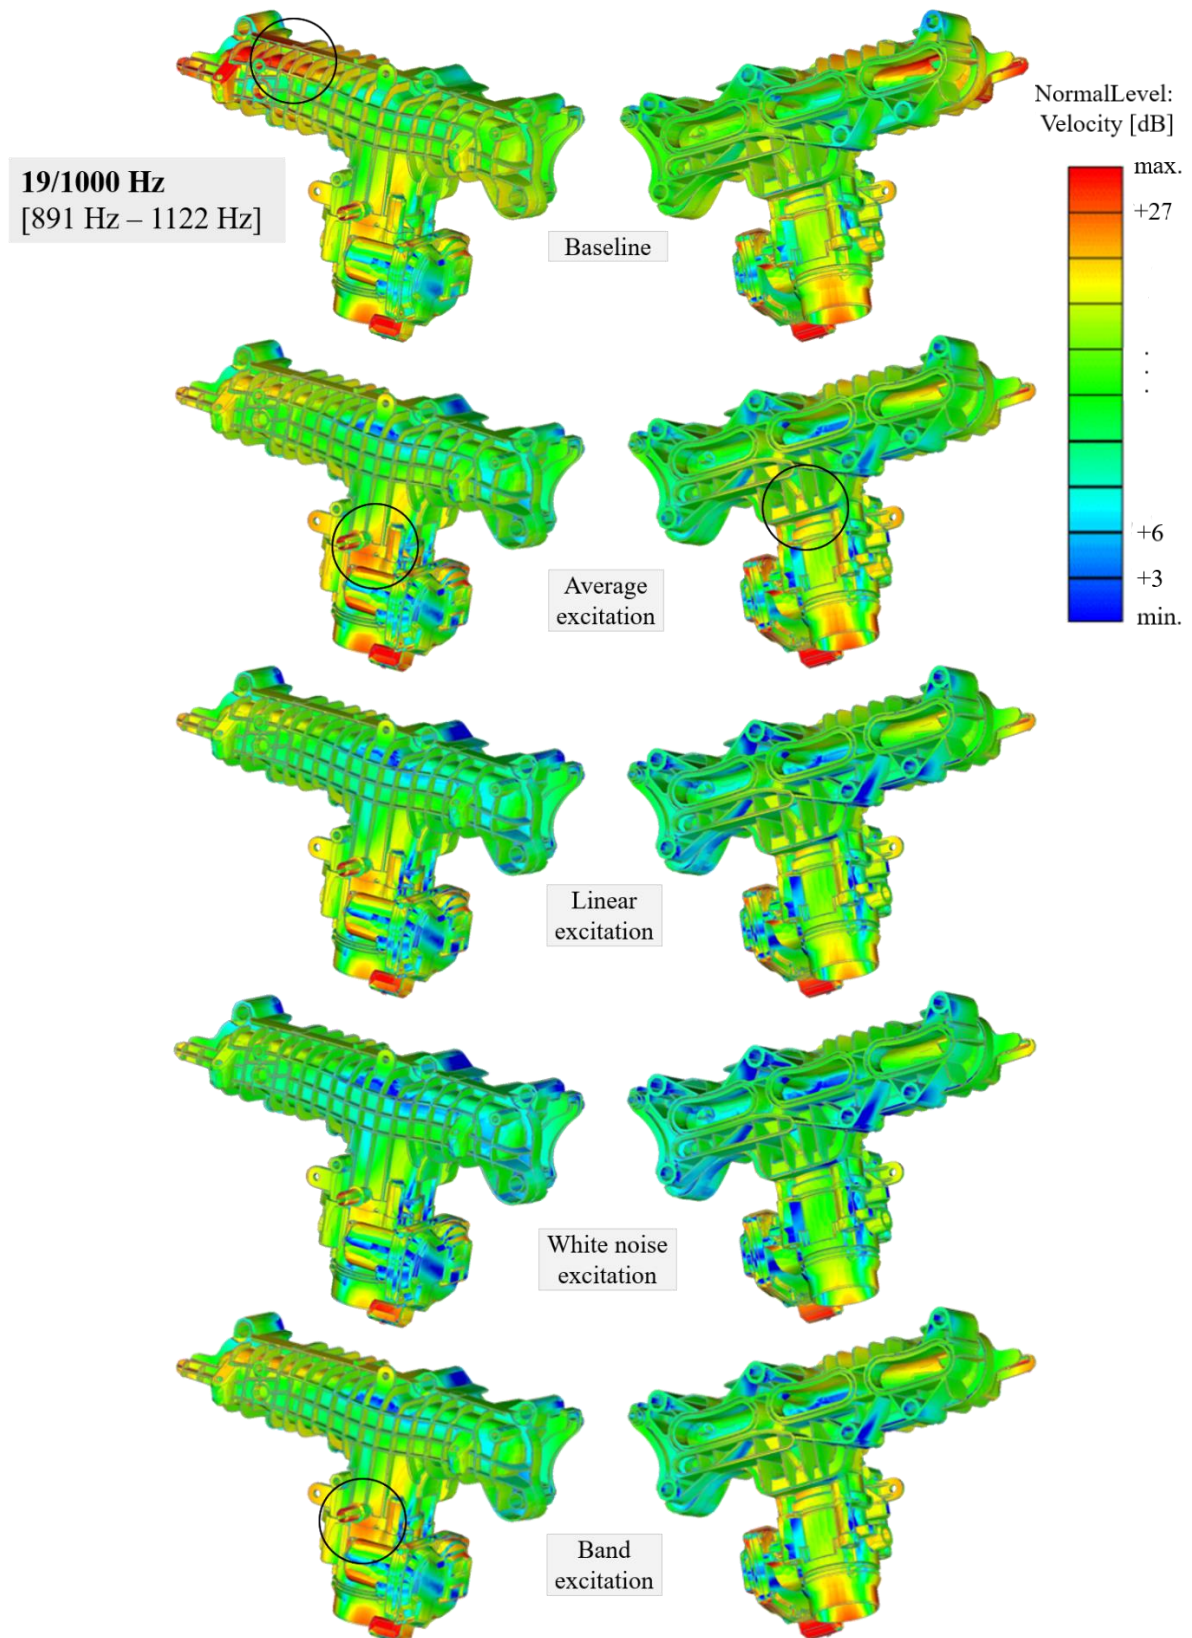 NormalLevel:
Velocity [dB]
max.
+27
⋮
+6
+3
min.
19/1000 Hz
[891 Hz – 1122 Hz]
Baseline
Average
excitation
Linear
excitation
White noise
excitation
Band
excitation